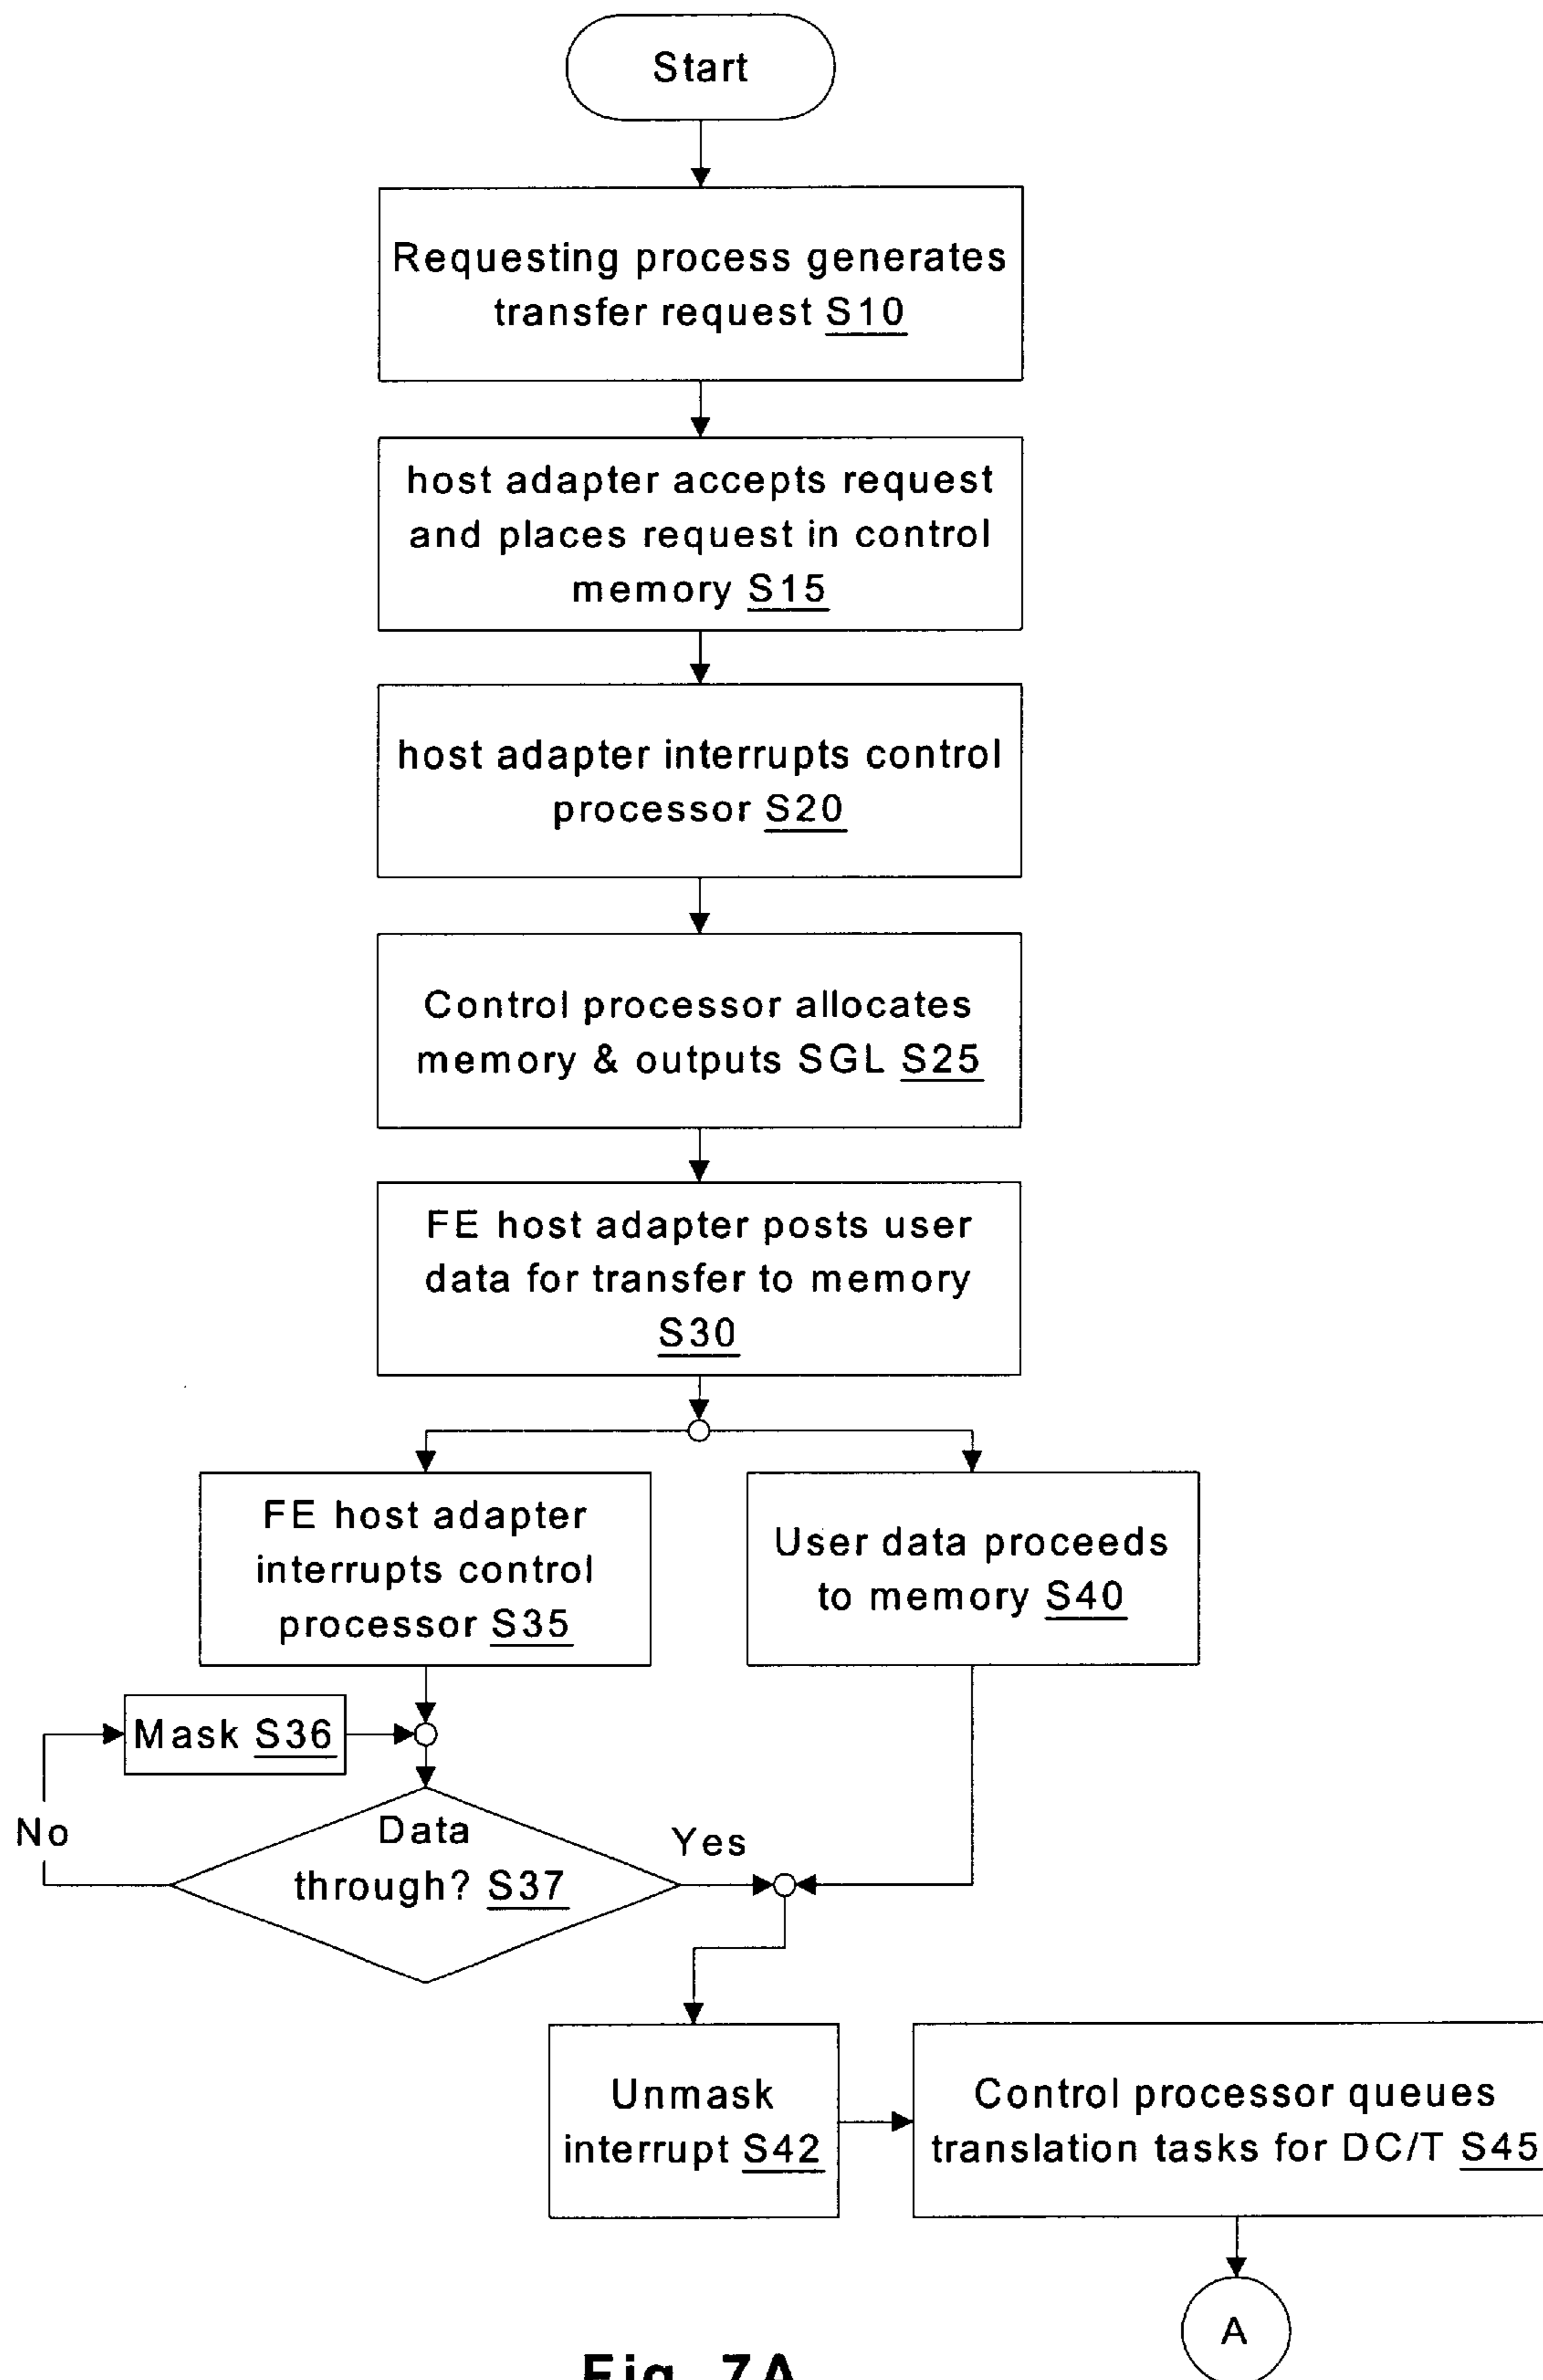 Start
Requesting process generates
transfer request S10
host adapter accepts request
and places request in control
memory S15
host adapter interrupts control
processor S20
Control processor allocates
memory & outputs SGL S25
FE host adapter posts user
data for transfer to memory
S30
FE host adapter
interrupts control
processor S35
User data proceeds
to memory S40
Mask S36
No
Data
through? S37
Yes
Unmask
interrupt S42
Control processor queues
translation tasks for DC/T S45
A
Fig. 7A